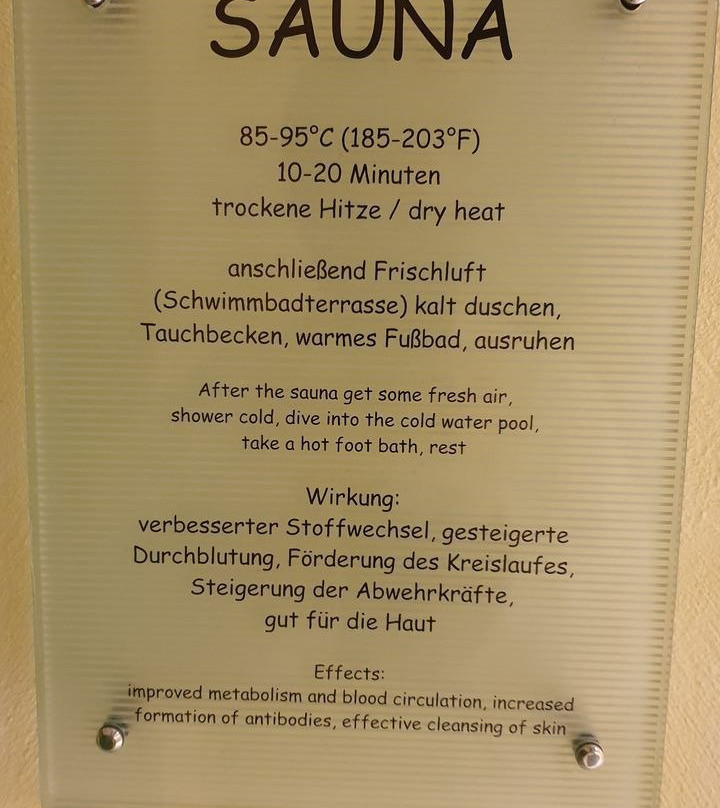 SAUNA
85-95°C (185-203°F)
10-20 Minuten
trockene Hitze / dry heat
anschließend Frischluft
(Schwimmbadterrasse) kalt duschen,
Tauchbecken, warmes Fußbad, ausruhen
After the sauna get some fresh air,
shower cold, dive into the cold water pool,
take a hot foot bath, rest
Wirkung:
verbesserter Stoffwechsel, gesteigerte
Durchblutung, Förderung des Kreislaufes,
Steigerung der Abwehrkräfte,
gut für die Haut
Effects:
improved metabolism and blood circulation, increased
formation of antibodies, effective cleansing of skin